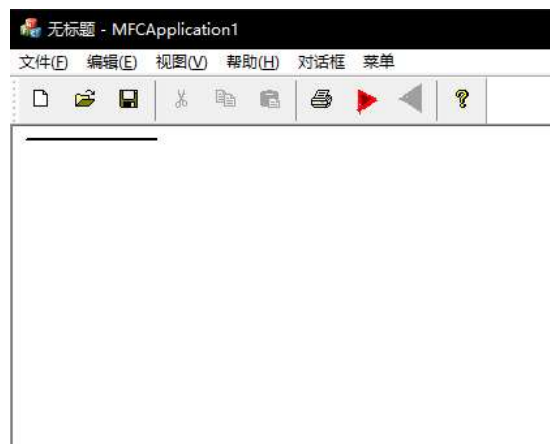 无标题 - MFCApplication1
文件(F) 编辑(E) 视图(V) 帮助(H) 对话框 菜单